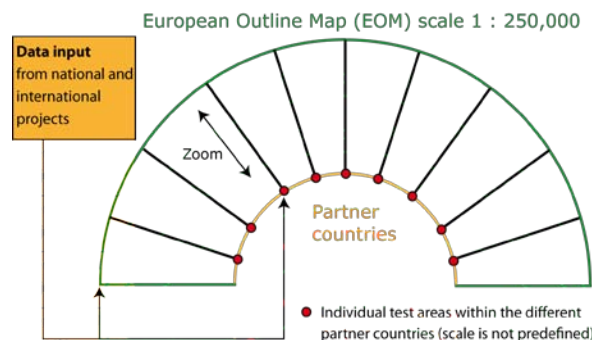 European Outline Map (EOM) scale 1 : 250,000
Data input
from national and
international
projects
Zoom
Partner
countries
Individual test areas within the different
partner countries (scale is not predefined)